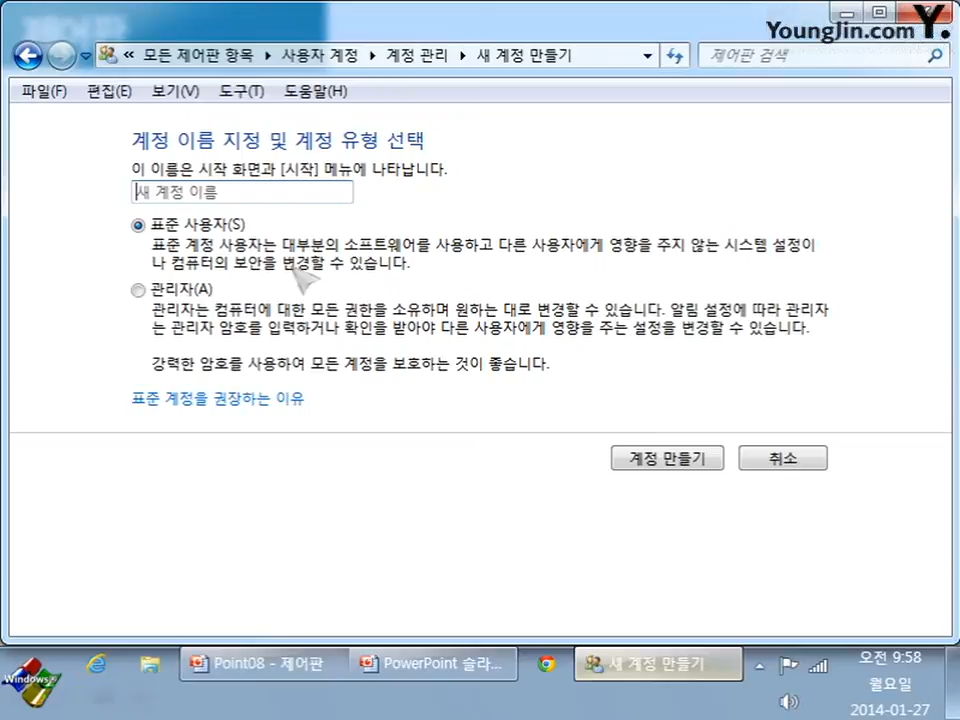 YoungJin.com Y.
« 모든 제어판 항목 ▸ 사용자 계정 ▸ 계정 관리 ▸ 새 계정 만들기
제어판 검색
파일(F) 편집(E) 보기(V) 도구(T) 도움말(H)
계정 이름 지정 및 계정 유형 선택
이 이름은 시작 화면과 [시작] 메뉴에 나타납니다.
새 계정 이름
표준 사용자(S)
표준 계정 사용자는 대부분의 소프트웨어를 사용하고 다른 사용자에게 영향을 주지 않는 시스템 설정이
나 컴퓨터의 보안을 변경할 수 있습니다.
관리자(A)
관리자는 컴퓨터에 대한 모든 권한을 소유하며 원하는 대로 변경할 수 있습니다. 알림 설정에 따라 관리자
는 관리자 암호를 입력하거나 확인을 받아야 다른 사용자에게 영향을 주는 설정을 변경할 수 있습니다.
강력한 암호를 사용하여 모든 계정을 보호하는 것이 좋습니다.
표준 계정을 권장하는 이유
계정 만들기 취소
Windows
Point08 - 제어판
PowerPoint 슬라...
새 계정 만들기
오전 9:58
월요일
2014-01-27